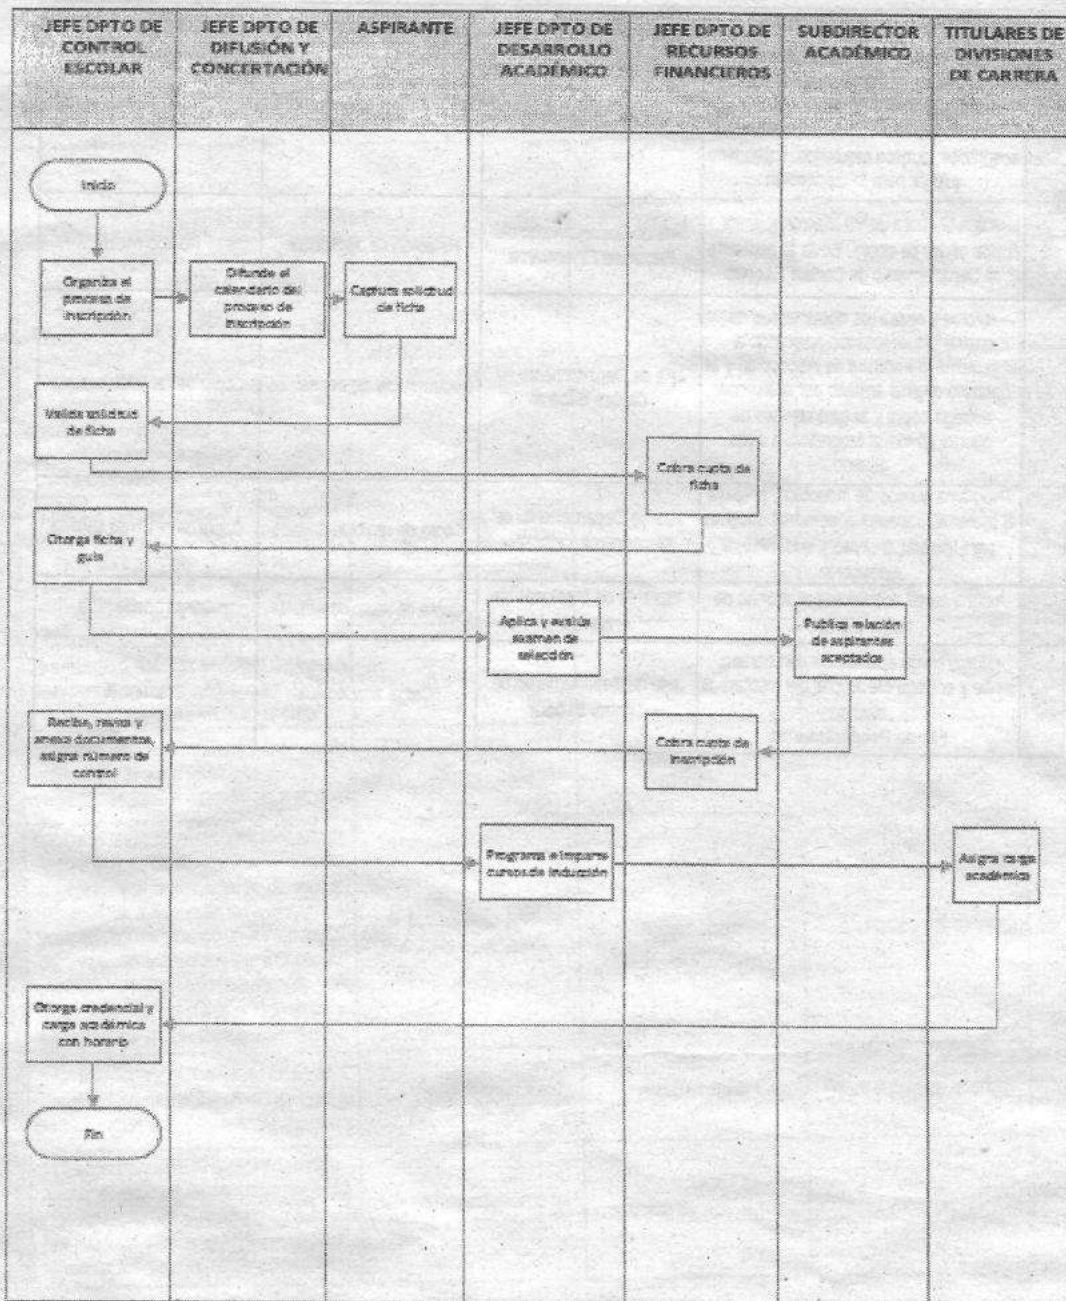 JEFE DPTO DE
CONTROL
ESCOLAR
JEFE DPTO DE
DIFUSIÓN Y
CONCERTACIÓN
ASPIRANTE
JEFE DPTO DE
DESARROLLO
ACADÉMICO
JEFE DPTO DE
RECURSOS
FINANCIEROS
SUBDIRECTOR
ACADÉMICO
TITULARES DE
DIVISIONES
DE CARRERA
Inicio
Organiza el
proceso de
inscripción
Difunde el
calendario del
proceso de
inscripción
Captura solicitud
de ficha
Valida solicitud
de ficha
Cobra cuota de
ficha
Otorga ficha y
guía
Aplica y evalúa
examen de
selección
Publica relación
de aspirantes
aceptados
Recibe, revisa y
anexa documentos,
asigna número de
control
Cobra cuota de
inscripción
Programa e imparte
cursos de inducción
Asigna carga
académica
Otorga credencial y
carga académica
con horario
Fin